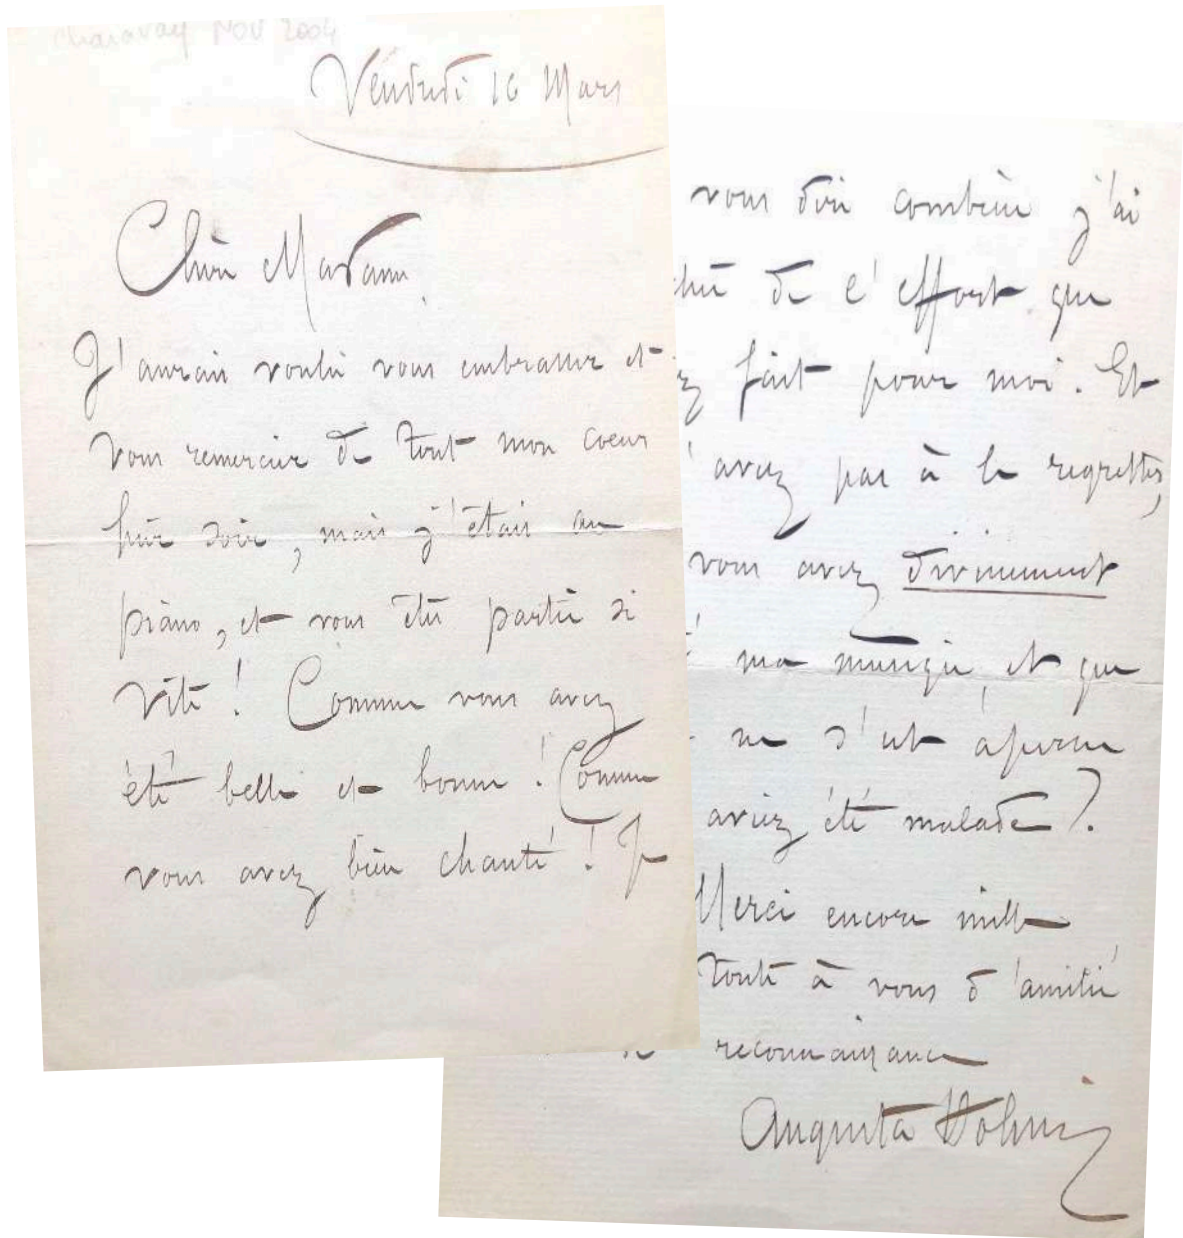 Charavay NOV 2004
Vendredi 16 Mars
Chère Madame,
J'aurais voulu vous embrasser et
vous remercier de tout mon coeur
hier soir, mais j'étais au
piano, et vous êtes partie si
vite ! Comme vous avez
été belle et bonne ! Comme
vous avez bien chanté ! Je
vous dire combien j'ai
de l'effort que
fait pour moi. Et
avez pas à le regretter,
vous avez divinement
ma musique, et que
ne s'est aperçu
aviez été malade ?
Merci encore mille
toute à vous d'amitié
reconnaissance
Augusta Holmès